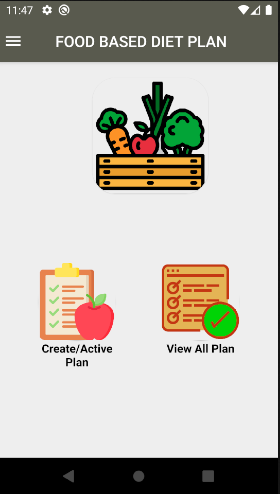 11:47
FOOD BASED DIET PLAN
Create/Active
Plan
View All Plan